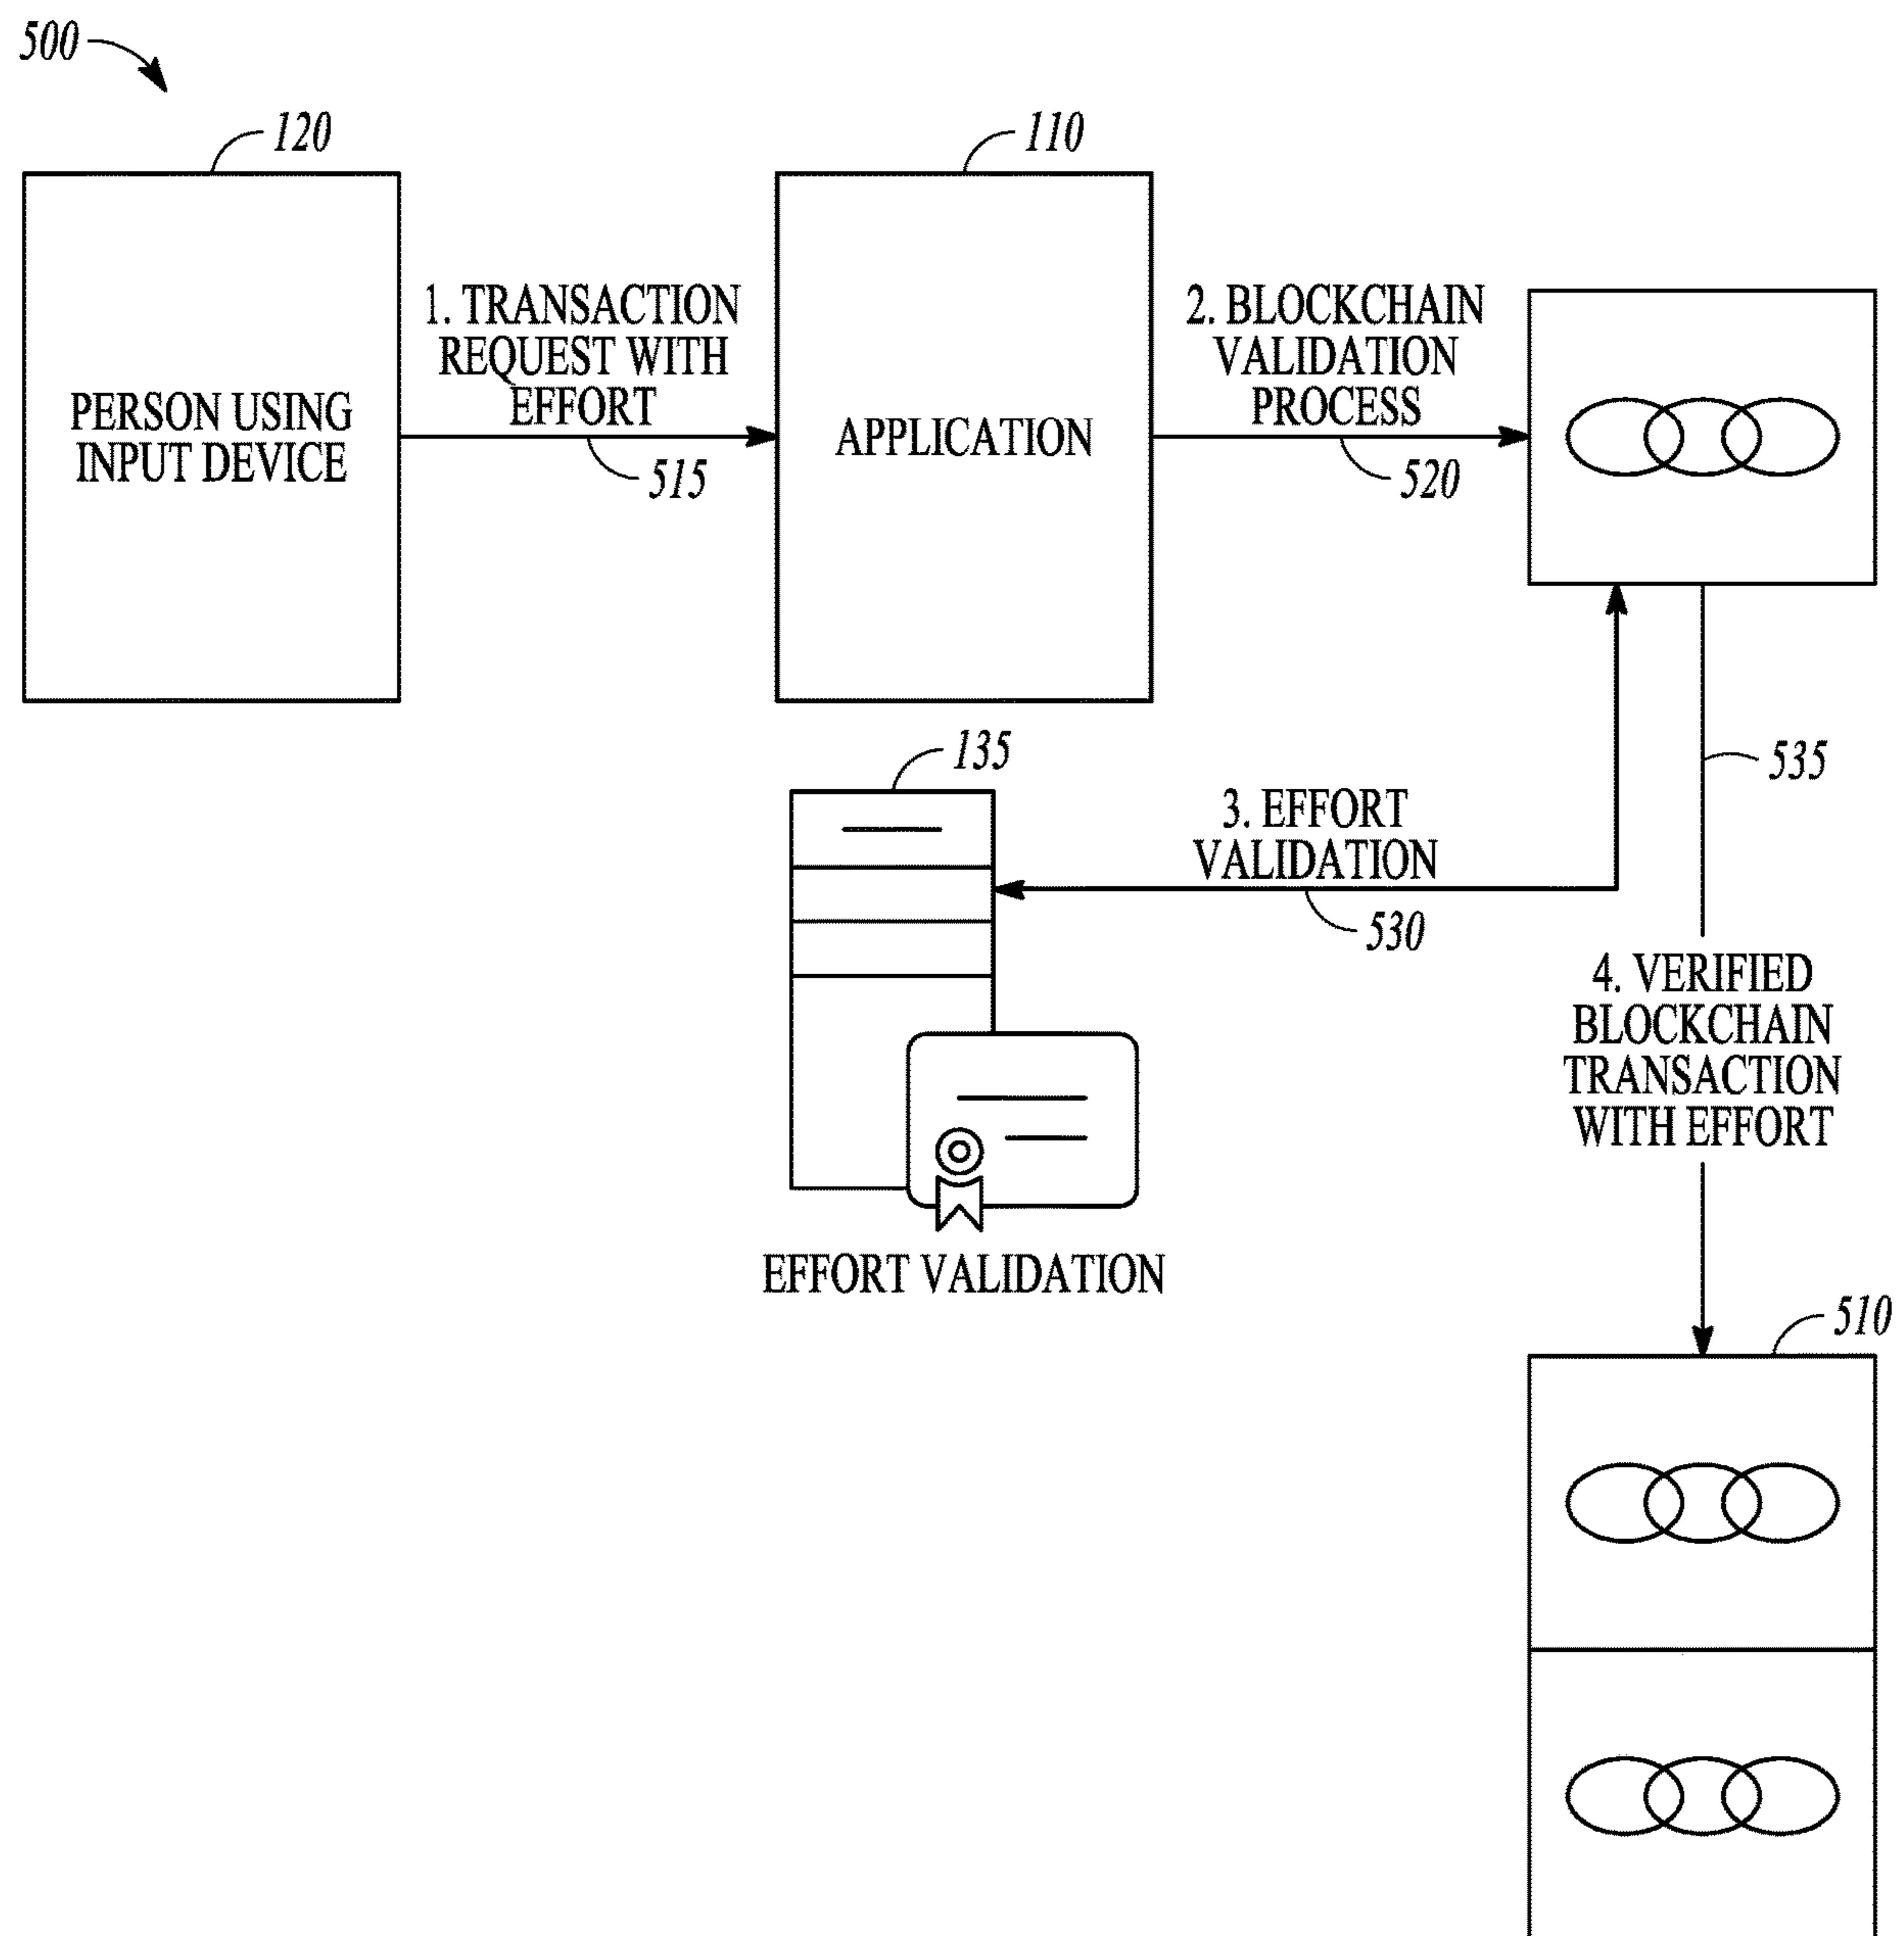 500
120
110
PERSON USING
INPUT DEVICE
1. TRANSACTION
REQUEST WITH
EFFORT
515
APPLICATION
2. BLOCKCHAIN
VALIDATION
PROCESS
520
135
3. EFFORT
VALIDATION
530
535
EFFORT VALIDATION
4. VERIFIED
BLOCKCHAIN
TRANSACTION
WITH EFFORT
510